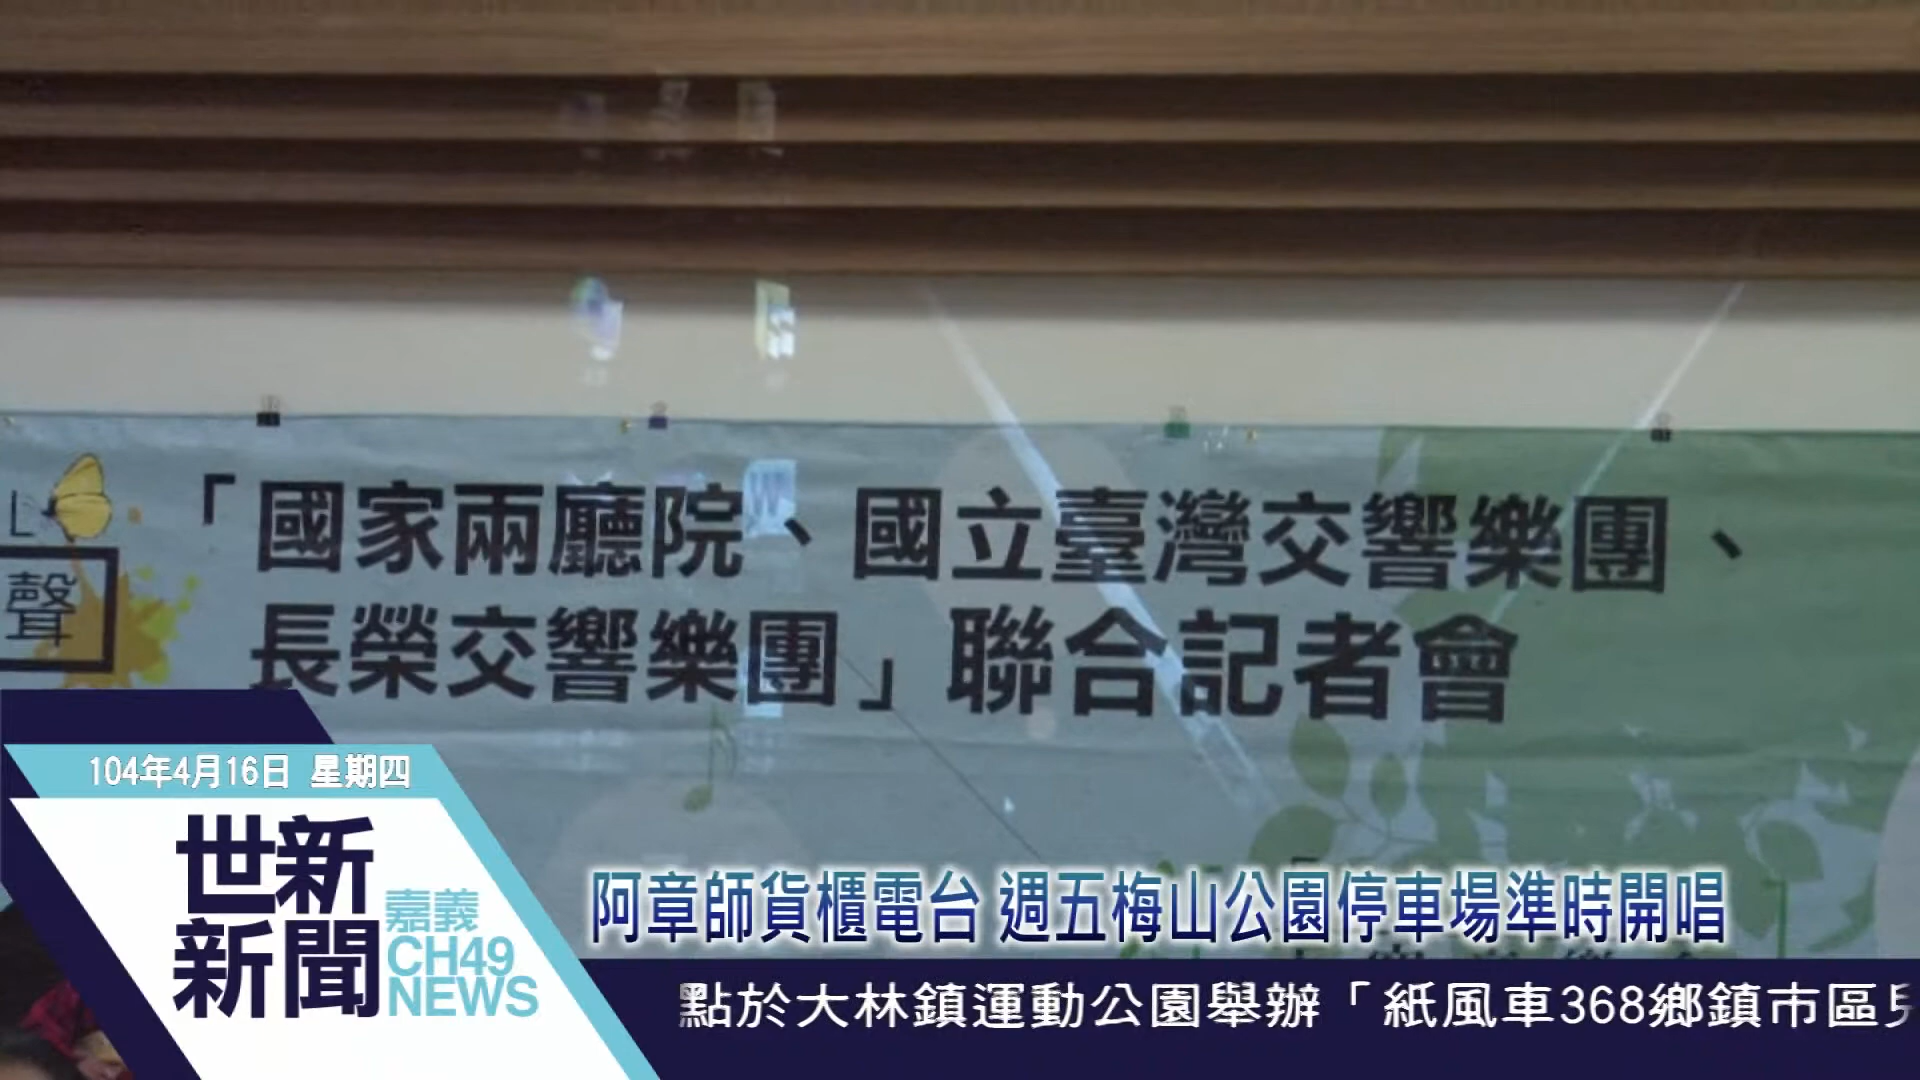 「國家兩廳院、國立臺灣交響樂團、
聲
長榮交響樂團」聯合記者會
104年4月16日 星期四
世新
新聞
嘉義
CH49
NEWS
阿章師貨櫃電台 週五梅山公園停車場準時開唱
點於大林鎮運動公園舉辦「紙風車368鄉鎮市區